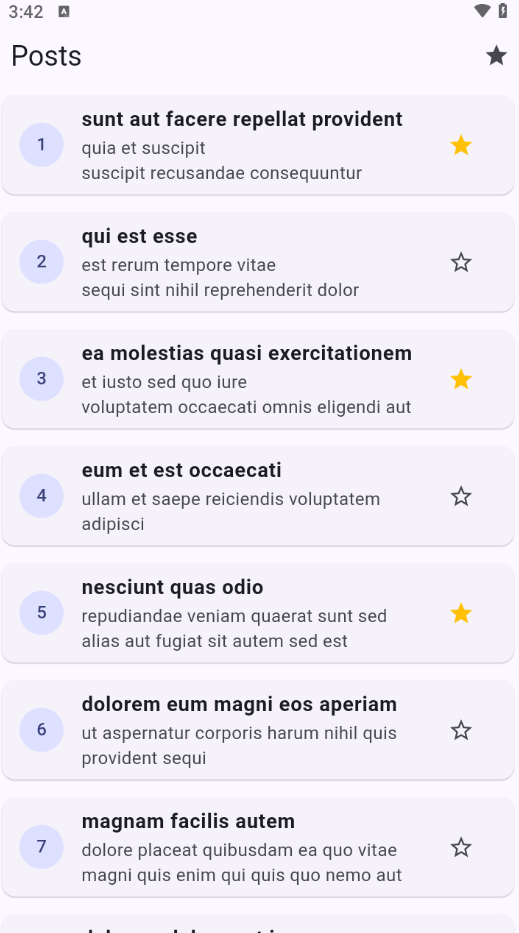 3:42
Posts
1
sunt aut facere repellat provident
quia et suscipit
suscipit recusandae consequuntur
2
qui est esse
est rerum tempore vitae
sequi sint nihil reprehenderit dolor
3
ea molestias quasi exercitationem
et iusto sed quo iure
voluptatem occaecati omnis eligendi aut
4
eum et est occaecati
ullam et saepe reiciendis voluptatem
adipisci
5
nesciunt quas odio
repudiandae veniam quaerat sunt sed
alias aut fugiat sit autem sed est
6
dolorem eum magni eos aperiam
ut aspernatur corporis harum nihil quis
provident sequi
7
magnam facilis autem
dolore placeat quibusdam ea quo vitae
magni quis enim qui quis quo nemo aut